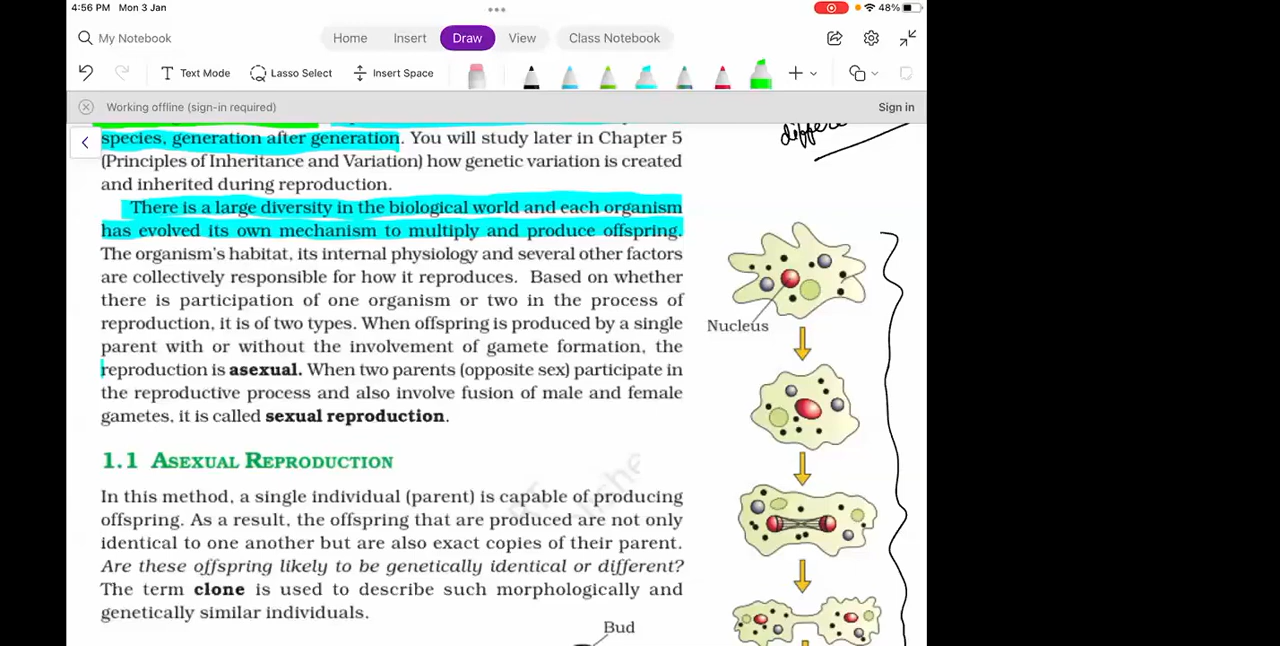 4:56 PM Mon 3 Jan
48%
My Notebook
Home Insert Draw View Class Notebook
Text Mode Lasso Select Insert Space
Working offline (sign-in required) Sign in
species, generation after generation. You will study later in Chapter 5
(Principles of Inheritance and Variation) how genetic variation is created
and inherited during reproduction.
There is a large diversity in the biological world and each organism
has evolved its own mechanism to multiply and produce offspring.
The organism's habitat, its internal physiology and several other factors
are collectively responsible for how it reproduces. Based on whether
there is participation of one organism or two in the process of
reproduction, it is of two types. When offspring is produced by a single
parent with or without the involvement of gamete formation, the
reproduction is asexual. When two parents (opposite sex) participate in
the reproductive process and also involve fusion of male and female
gametes, it is called sexual reproduction.
Nucleus
1.1 ASEXUAL REPRODUCTION
In this method, a single individual (parent) is capable of producing
offspring. As a result, the offspring that are produced are not only
identical to one another but are also exact copies of their parent.
Are these offspring likely to be genetically identical or different?
The term clone is used to describe such morphologically and
genetically similar individuals.
Bud